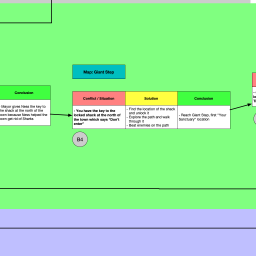 Map: Giant Step
Conclusion
- Mason gives Ness the key to
the shack at the north of the
town because Ness helped the
town get rid of Sharks
Conflict / Situation
- You have the key to the
locked shack at the north of
the town which says "Don't
enter"
Solution
- Find the location of the shack
and unlock it
- Explore the path and walk
through it
- Beat enemies on the path
Conclusion
- Reach Giant Step, first "Your
Sanctuary" location
B4